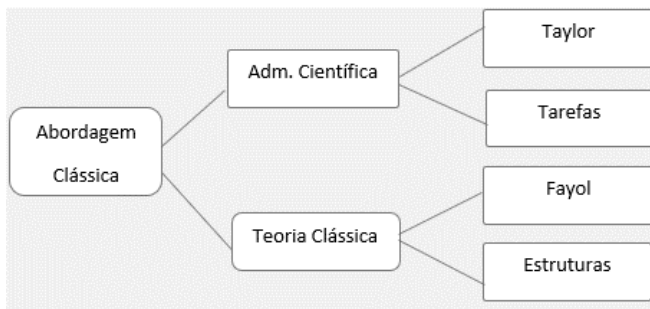 Abordagem
Clássica
Adm. Científica
Teoria Clássica
Taylor
Tarefas
Fayol
Estruturas